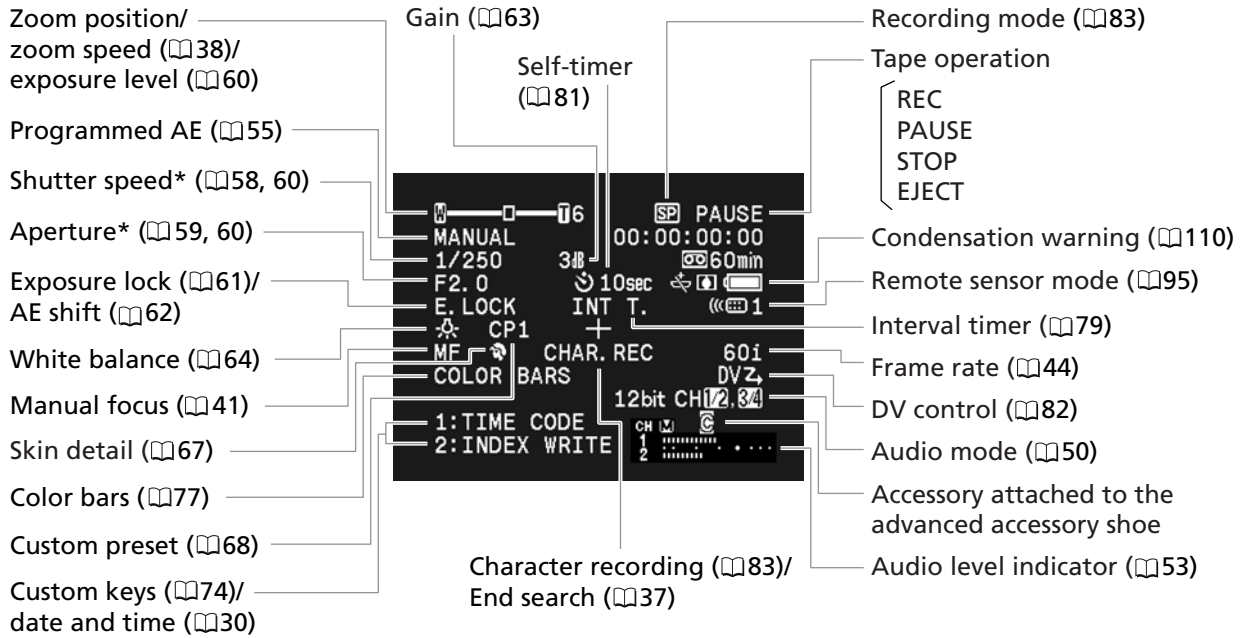 Zoom position/
zoom speed (38)/
exposure level (60)
Programmed AE (55)
Shutter speed* (58, 60)
Aperture* (59, 60)
Exposure lock (61)/
AE shift (62)
White balance (64)
Manual focus (41)
Skin detail (67)
Color bars (77)
Custom preset (68)
Custom keys (74)/
date and time (30)
Gain (63)
Self-timer
(81)
W T6 SP PAUSE
MANUAL 00:00:00:00
1/250 3dB 60min
F2.0 10sec
E.LOCK INT T. 1
CP1
MF CHAR.REC 60i
COLOR BARS DV
12bit CH1/2,3/4
1:TIME CODE CH M C
2:INDEX WRITE 1
2
Character recording (83)/
End search (37)
Recording mode (83)
Tape operation
REC
PAUSE
STOP
EJECT
Condensation warning (110)
Remote sensor mode (95)
Interval timer (79)
Frame rate (44)
DV control (82)
Audio mode (50)
Accessory attached to the
advanced accessory shoe
Audio level indicator (53)